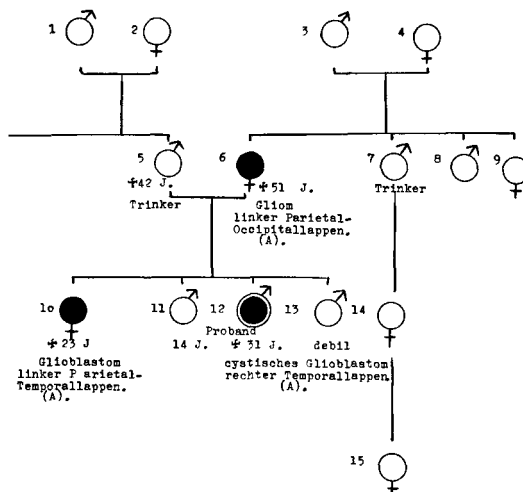 1 2 3 4
5 6 7 8 9
+42 J. +51 J. Trinker
Trinker Gliom
linker Parietal-
Occipitallappen.
(A).
lo 11 12 13 14
Proband
+23 J 14 J. +31 J. debil
Glioblastom cystisches Glioblastom
linker P arietal- rechter Temporallappen.
Temporallappen. (A).
(A).
15